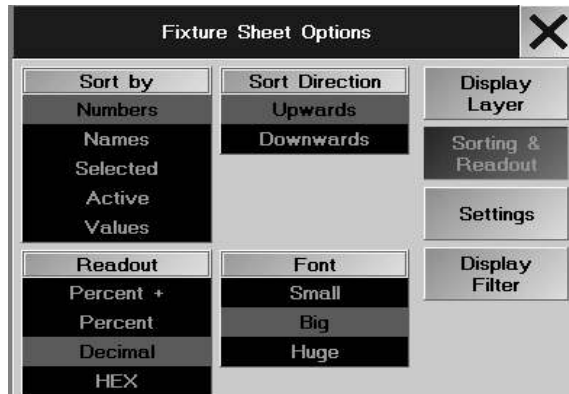 Fixture Sheet Options
Sort by
Numbers
Names
Selected
Active
Values
Sort Direction
Upwards
Downwards
Readout
Percent +
Percent
Decimal
HEX
Font
Small
Big
Huge
Display
Layer
Sorting &
Readout
Settings
Display
Filter